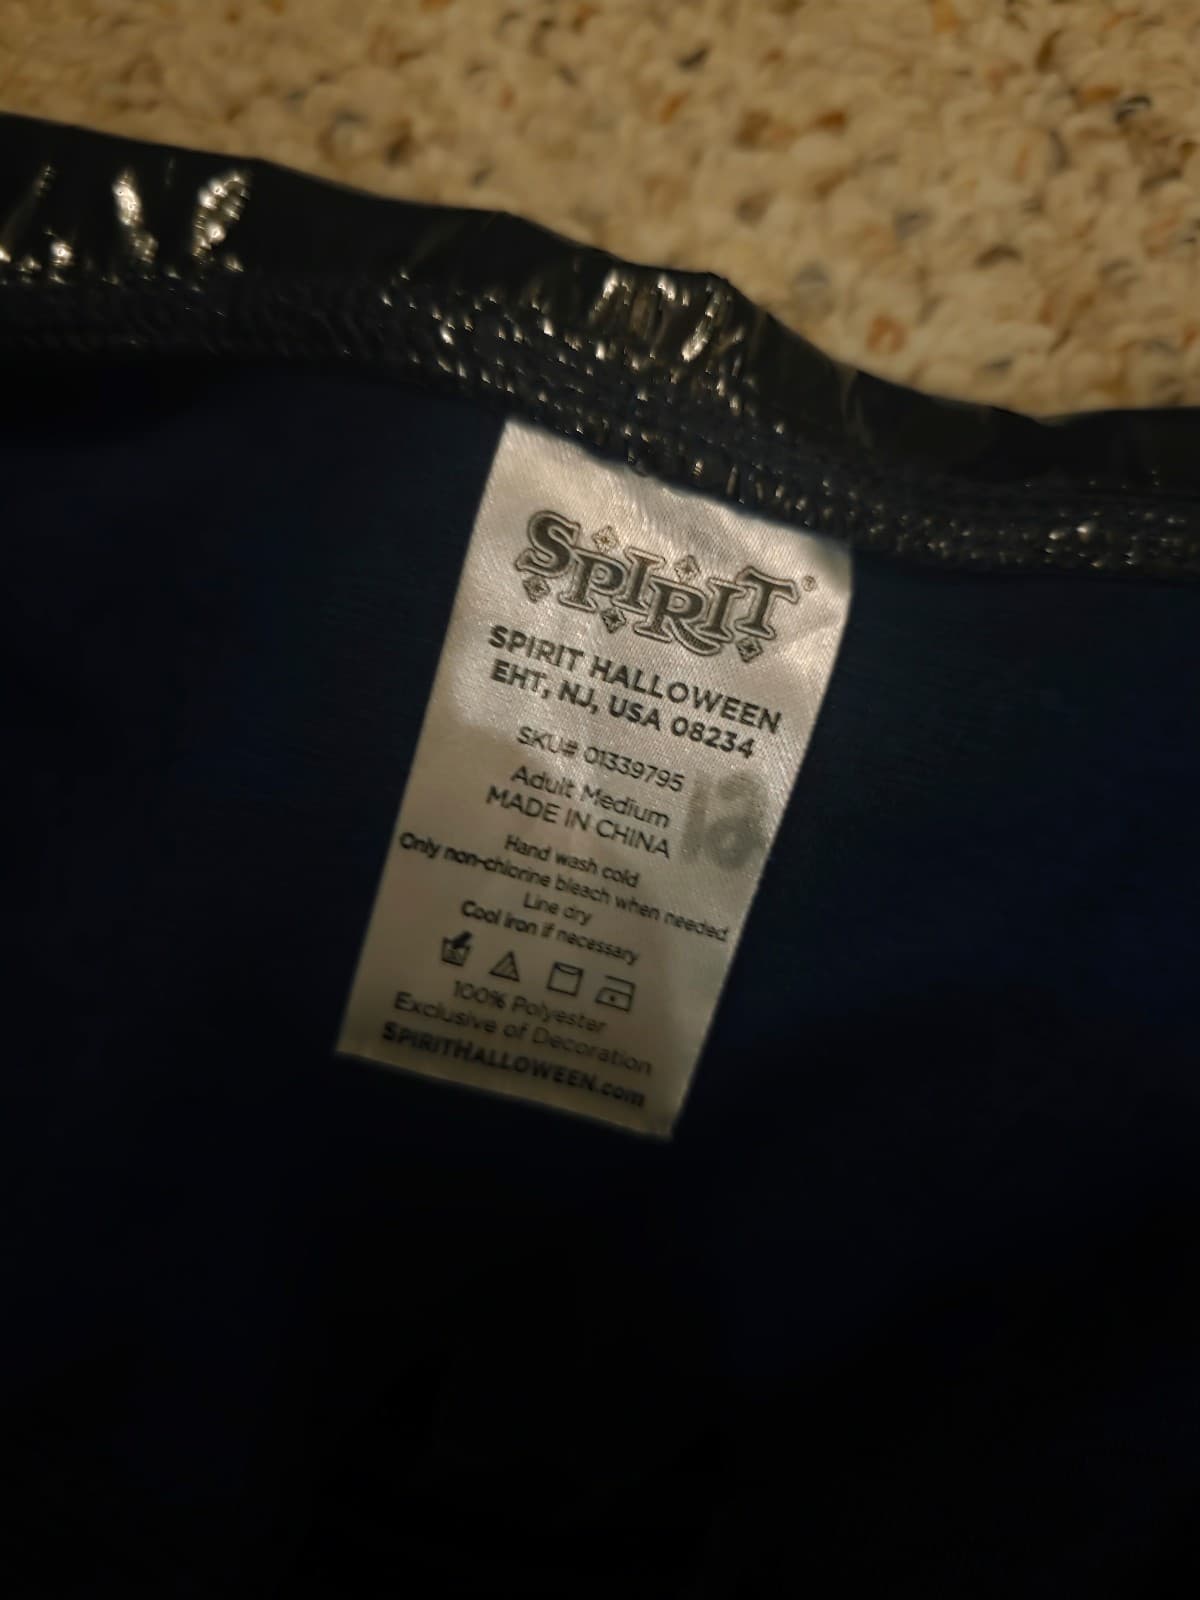 SPIRIT®
SPIRIT HALLOWEEN
EHT, NJ, USA 08234
SKU# 01339795
Adult Medium
MADE IN CHINA
Hand wash cold
Only non-chlorine bleach when needed
Line dry
Cool iron if necessary
100% Polyester
Exclusive of Decoration
SPIRITHALLOWEEN.com